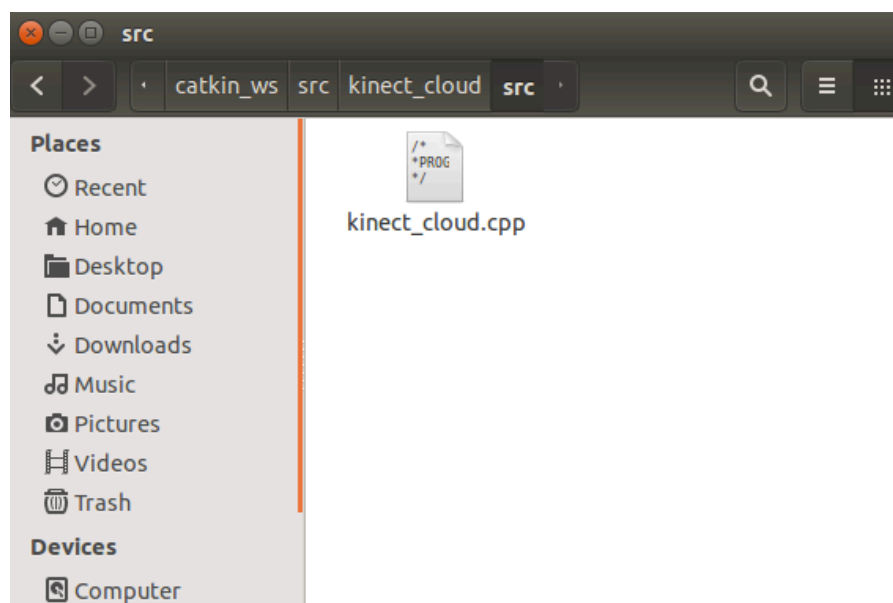 src
catkin_ws src kinect_cloud src
Places
Recent
Home
Desktop
Documents
Downloads
Music
Pictures
Videos
Trash
Devices
Computer
/*
*PROG
*/
kinect_cloud.cpp